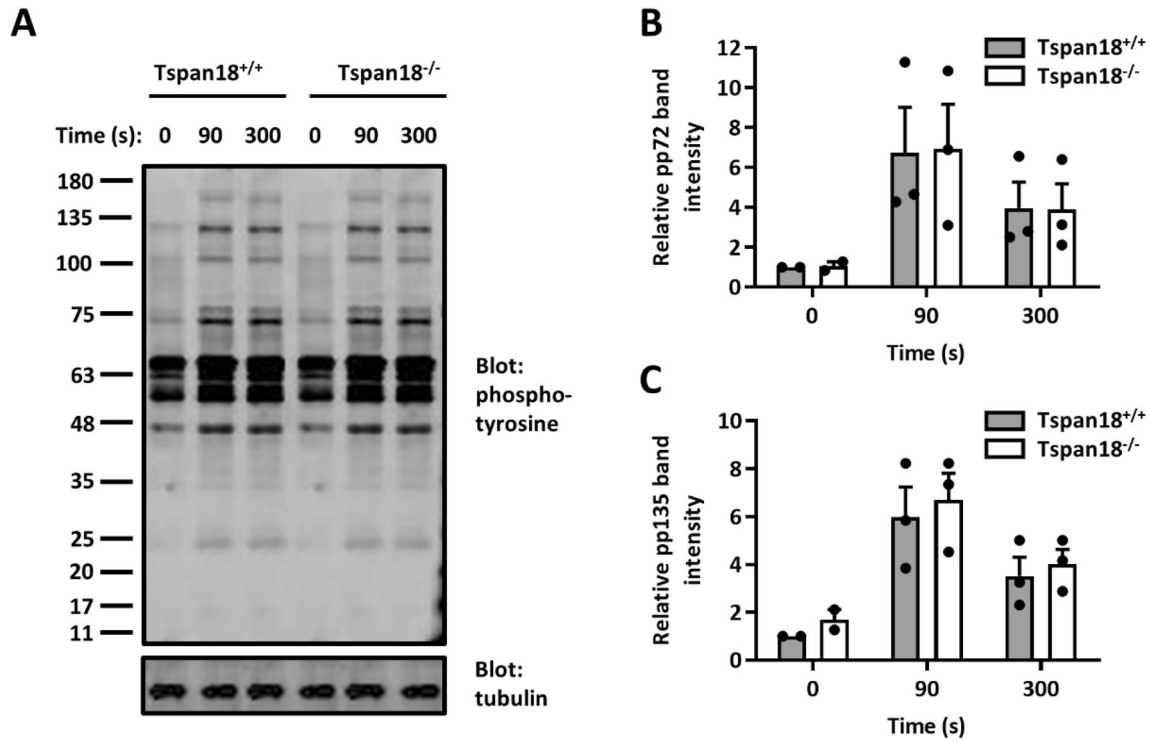 A
Tspan18+/+ Tspan18-/-
Time (s): 0 90 300 0 90 300
180
135
100
75
63
48
35
25
20
17
11
Blot:
phospho-
tyrosine
Blot:
tubulin
B
Tspan18+/+
Tspan18-/-
Relative pp72 band
intensity
12
10
8
6
4
2
0
0 90 300
Time (s)
C
Tspan18+/+
Tspan18-/-
Relative pp135 band
intensity
10
8
6
4
2
0
0 90 300
Time (s)